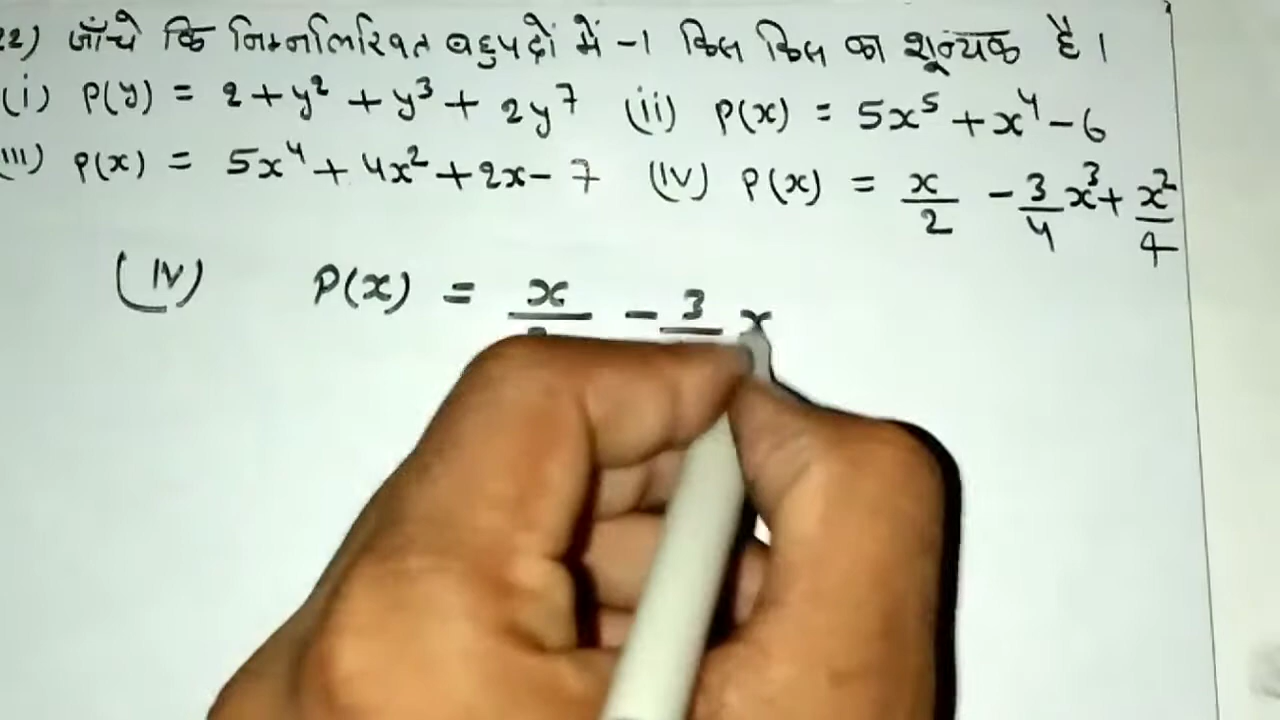 22) जाँचे कि निम्नलिखित बहुपदों में -1 किस किस का शून्यक है।
(i) p(y) = 2 + y² + y³ + 2y⁷ (ii) p(x) = 5x⁵ + x⁴ - 6
(iii) p(x) = 5x⁴ + 4x² + 2x - 7 (iv) p(x) = x/2 - 3/4 x³ + x²/4
(iv) P(x) = x - 3 x